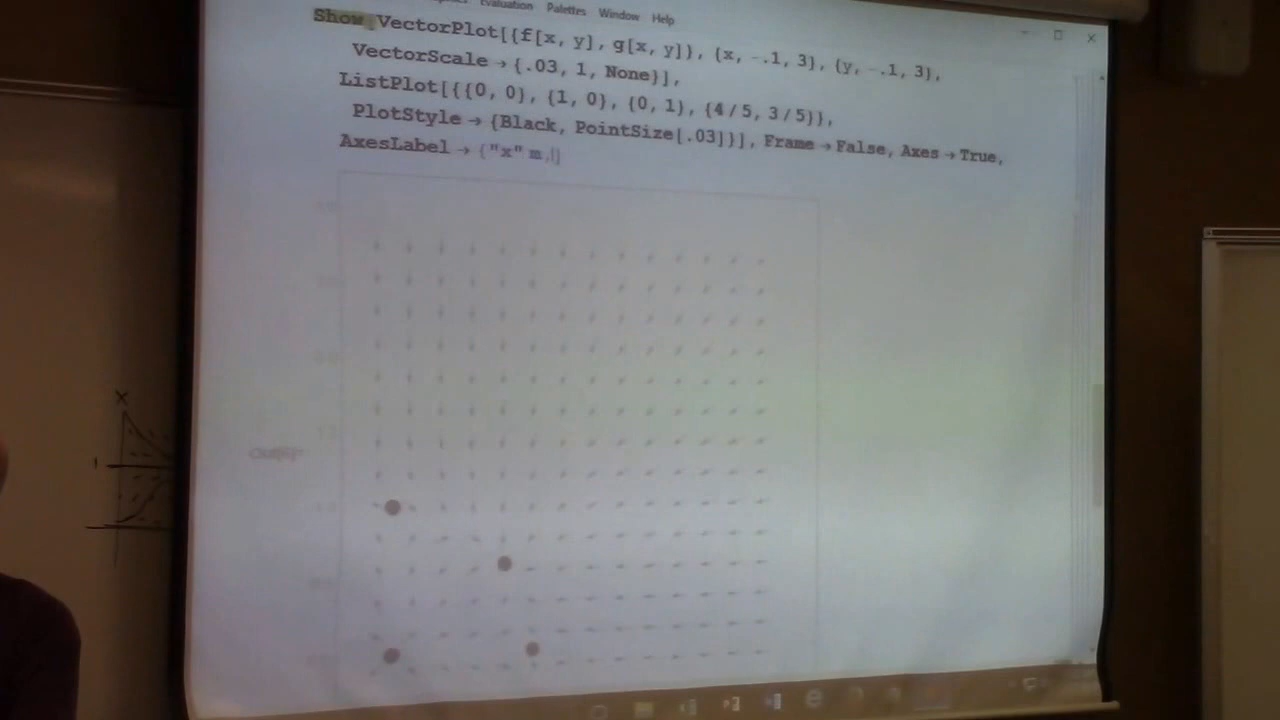 Evaluation Palettes Window Help
Show[VectorPlot[{f[x, y], g[x, y]}, {x, -.1, 3}, {y, -.1, 3},
VectorScale → {.03, 1, None}],
ListPlot[{{0, 0}, {1, 0}, {0, 1}, {4/5, 3/5}},
PlotStyle → {Black, PointSize[.03]}], Frame → False, Axes → True,
AxesLabel → {"x" m,|]
x